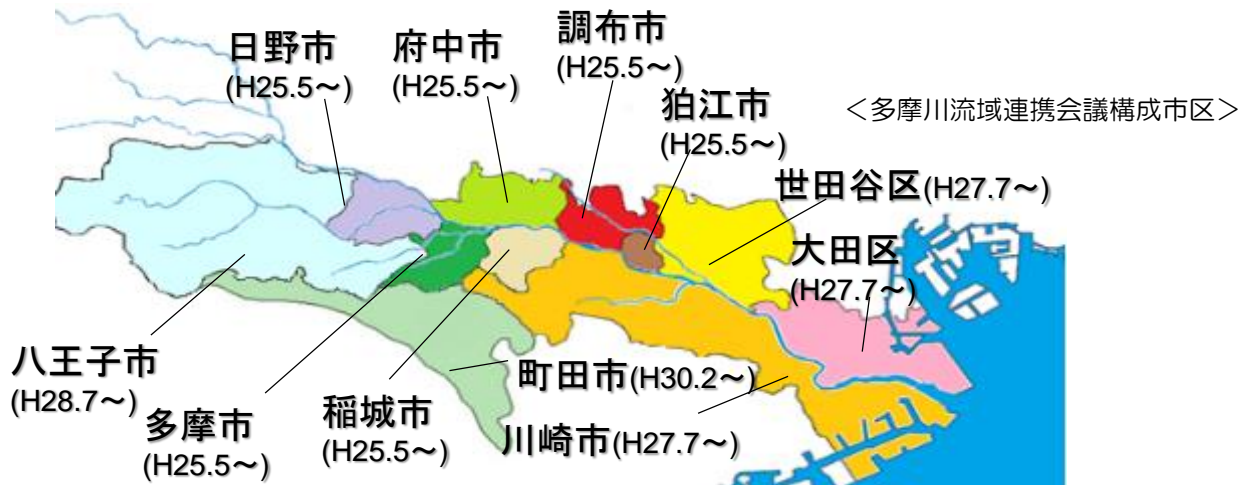 調布市
(H25.5～)
日野市
(H25.5～)
府中市
(H25.5～)
狛江市
(H25.5～)
＜多摩川流域連携会議構成市区＞
世田谷区(H27.7～)
大田区
(H27.7～)
八王子市
(H28.7～)
多摩市
(H25.5～)
稲城市
(H25.5～)
町田市(H30.2～)
川崎市(H27.7～)